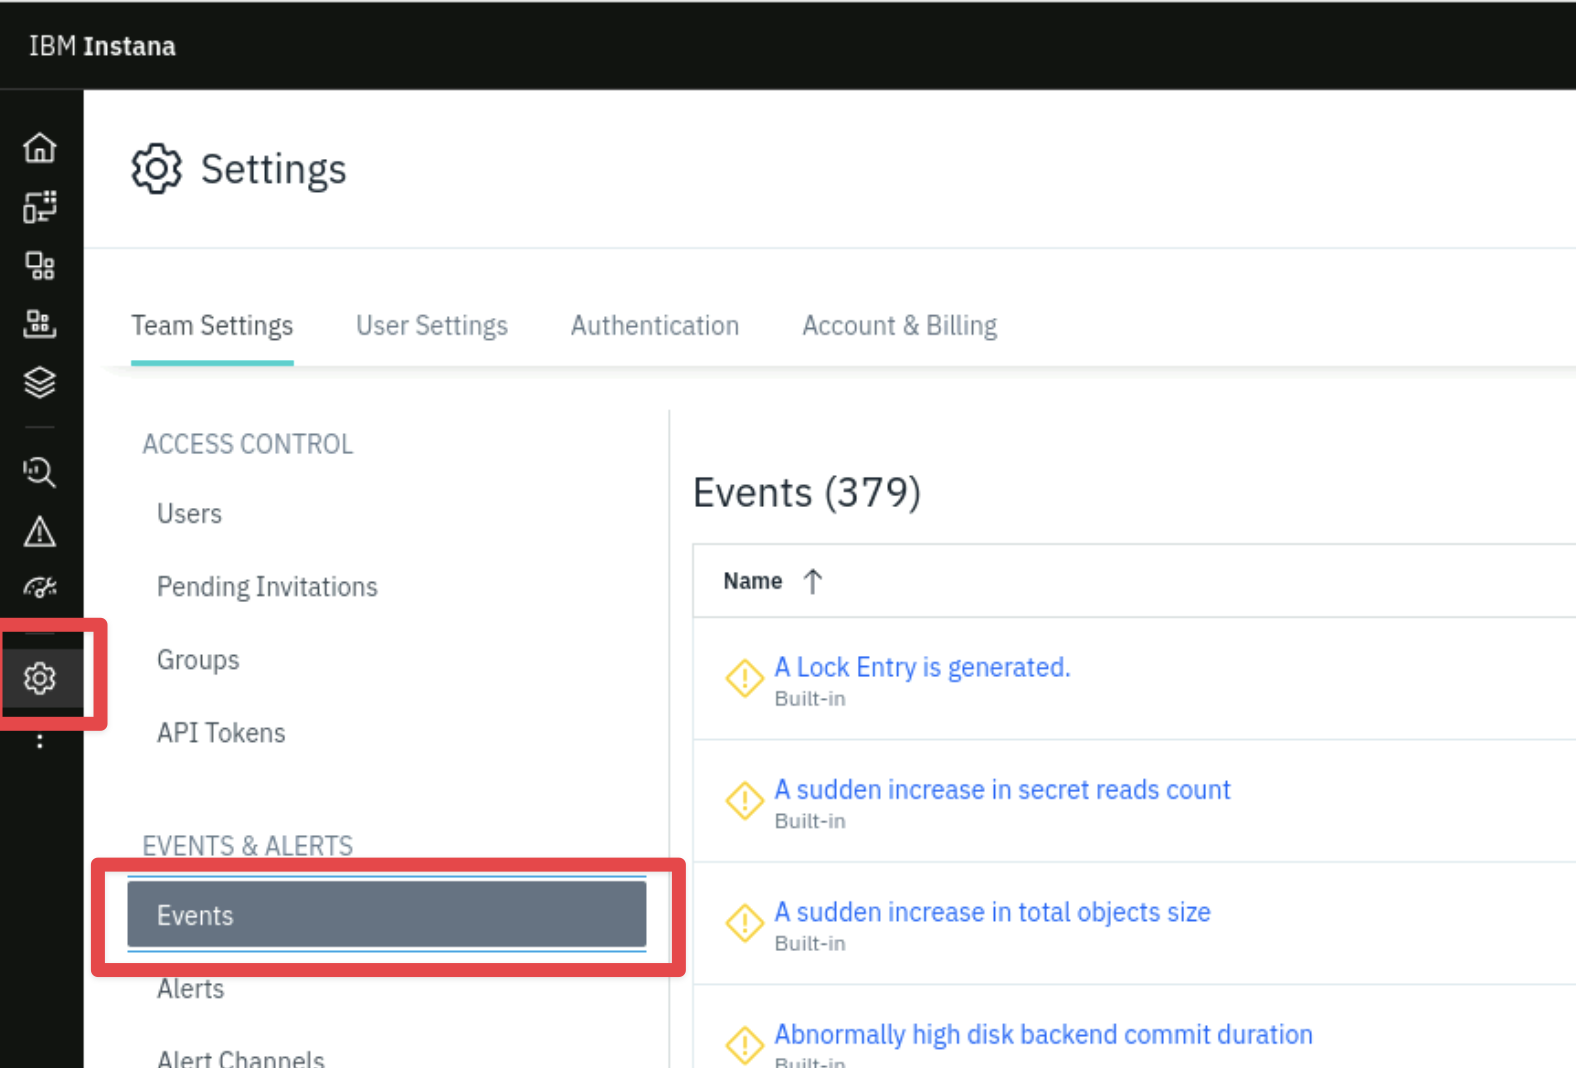 IBM Instana
Settings
Team Settings
User Settings
Authentication
Account & Billing
ACCESS CONTROL
Users
Pending Invitations
Groups
API Tokens
EVENTS & ALERTS
Events
Alerts
Alert Channels
Events (379)
Name
A Lock Entry is generated.
Built-in
A sudden increase in secret reads count
Built-in
A sudden increase in total objects size
Built-in
Abnormally high disk backend commit duration
Built-in